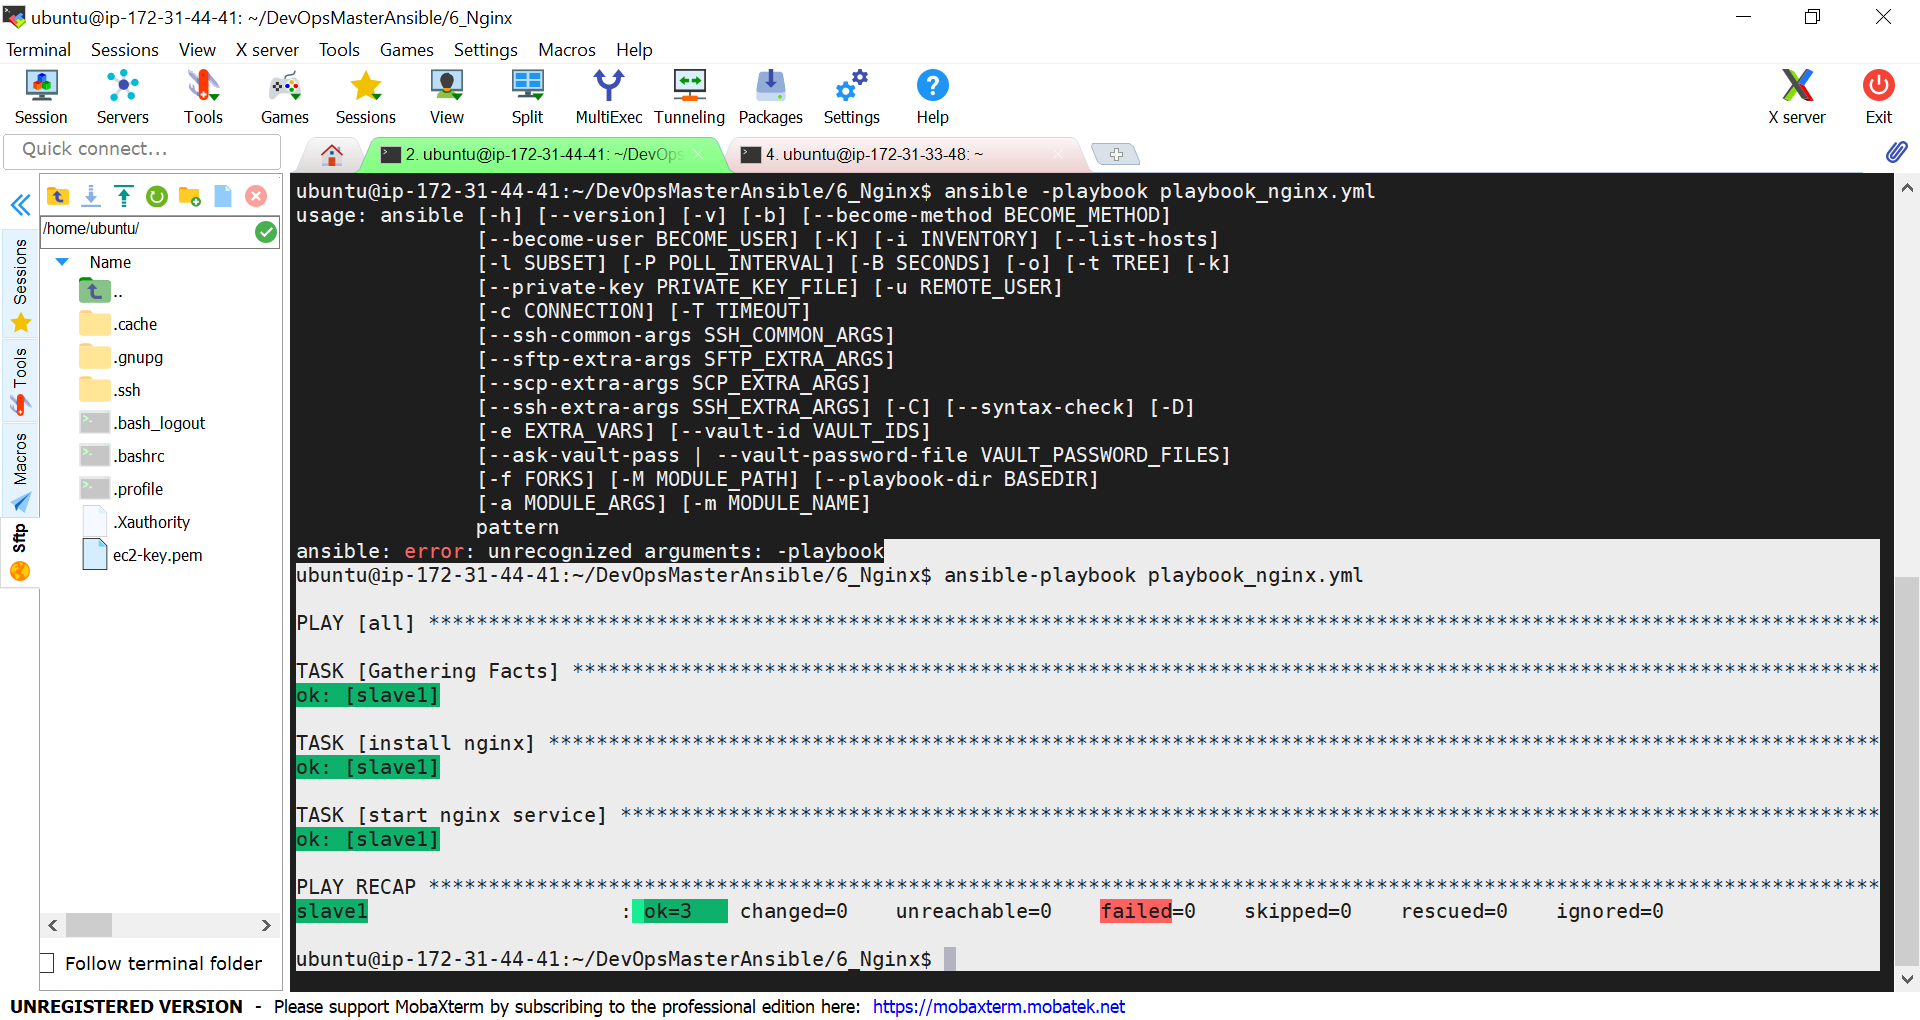 ubuntu@ip-172-31-44-41: ~/DevOpsMasterAnsible/6_Nginx
Terminal Sessions View X server Tools Games Settings Macros Help
Session Servers Tools Games Sessions View Split MultiExec Tunneling Packages Settings Help X server Exit
Quick connect...
2. ubuntu@ip-172-31-44-41: ~/DevOps
4. ubuntu@ip-172-31-33-48: ~
/home/ubuntu/
Name
..
.cache
.gnupg
.ssh
.bash_logout
.bashrc
.profile
.Xauthority
ec2-key.pem
Sessions
Tools
Macros
Sftp
Follow terminal folder
ubuntu@ip-172-31-44-41:~/DevOpsMasterAnsible/6_Nginx$ ansible -playbook playbook_nginx.yml
usage: ansible [-h] [--version] [-v] [-b] [--become-method BECOME_METHOD]
[--become-user BECOME_USER] [-K] [-i INVENTORY] [--list-hosts]
[-l SUBSET] [-P POLL_INTERVAL] [-B SECONDS] [-o] [-t TREE] [-k]
[--private-key PRIVATE_KEY_FILE] [-u REMOTE_USER]
[-c CONNECTION] [-T TIMEOUT]
[--ssh-common-args SSH_COMMON_ARGS]
[--sftp-extra-args SFTP_EXTRA_ARGS]
[--scp-extra-args SCP_EXTRA_ARGS]
[--ssh-extra-args SSH_EXTRA_ARGS] [-C] [--syntax-check] [-D]
[-e EXTRA_VARS] [--vault-id VAULT_IDS]
[--ask-vault-pass | --vault-password-file VAULT_PASSWORD_FILES]
[-f FORKS] [-M MODULE_PATH] [--playbook-dir BASEDIR]
[-a MODULE_ARGS] [-m MODULE_NAME]
pattern
ansible: error: unrecognized arguments: -playbook
ubuntu@ip-172-31-44-41:~/DevOpsMasterAnsible/6_Nginx$ ansible-playbook playbook_nginx.yml
PLAY [all] *************************************************************************************************************************
TASK [Gathering Facts] *************************************************************************************************************
ok: [slave1]
TASK [install nginx] ***************************************************************************************************************
ok: [slave1]
TASK [start nginx service] *********************************************************************************************************
ok: [slave1]
PLAY RECAP *************************************************************************************************************************
slave1 : ok=3 changed=0 unreachable=0 failed=0 skipped=0 rescued=0 ignored=0
ubuntu@ip-172-31-44-41:~/DevOpsMasterAnsible/6_Nginx$
UNREGISTERED VERSION - Please support MobaXterm by subscribing to the professional edition here: https://mobaxterm.mobatek.net